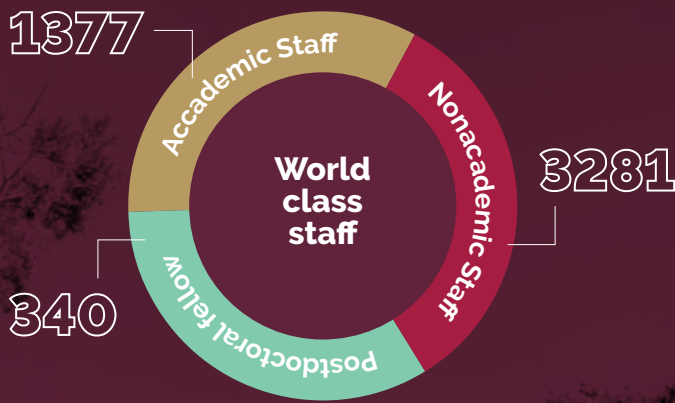 1377
Accademic Staff
Nonacademic Staff
World
class
staff
3281
Postdoctoral fellow
340